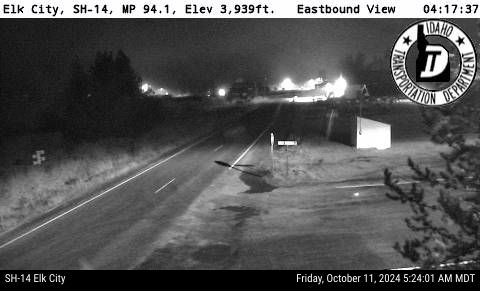 Elk City, SH-14, MP 94.1, Elev 3,939ft. Eastbound View 04:17:37
IDAHO
TRANSPORTATION DEPARTMENT
SH-14 Elk City Friday, October 11, 2024 5:24:01 AM MDT